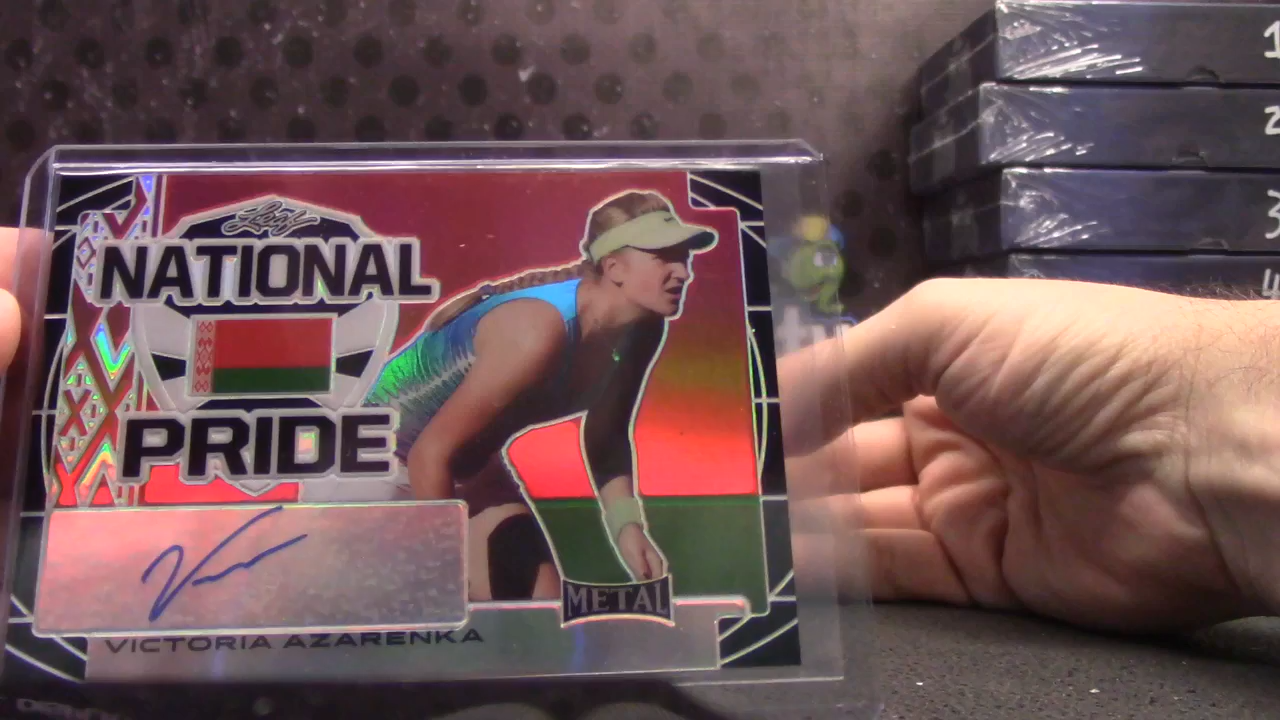 Leaf
NATIONAL
PRIDE
METAL
VICTORIA AZARENKA
1
2
3
4